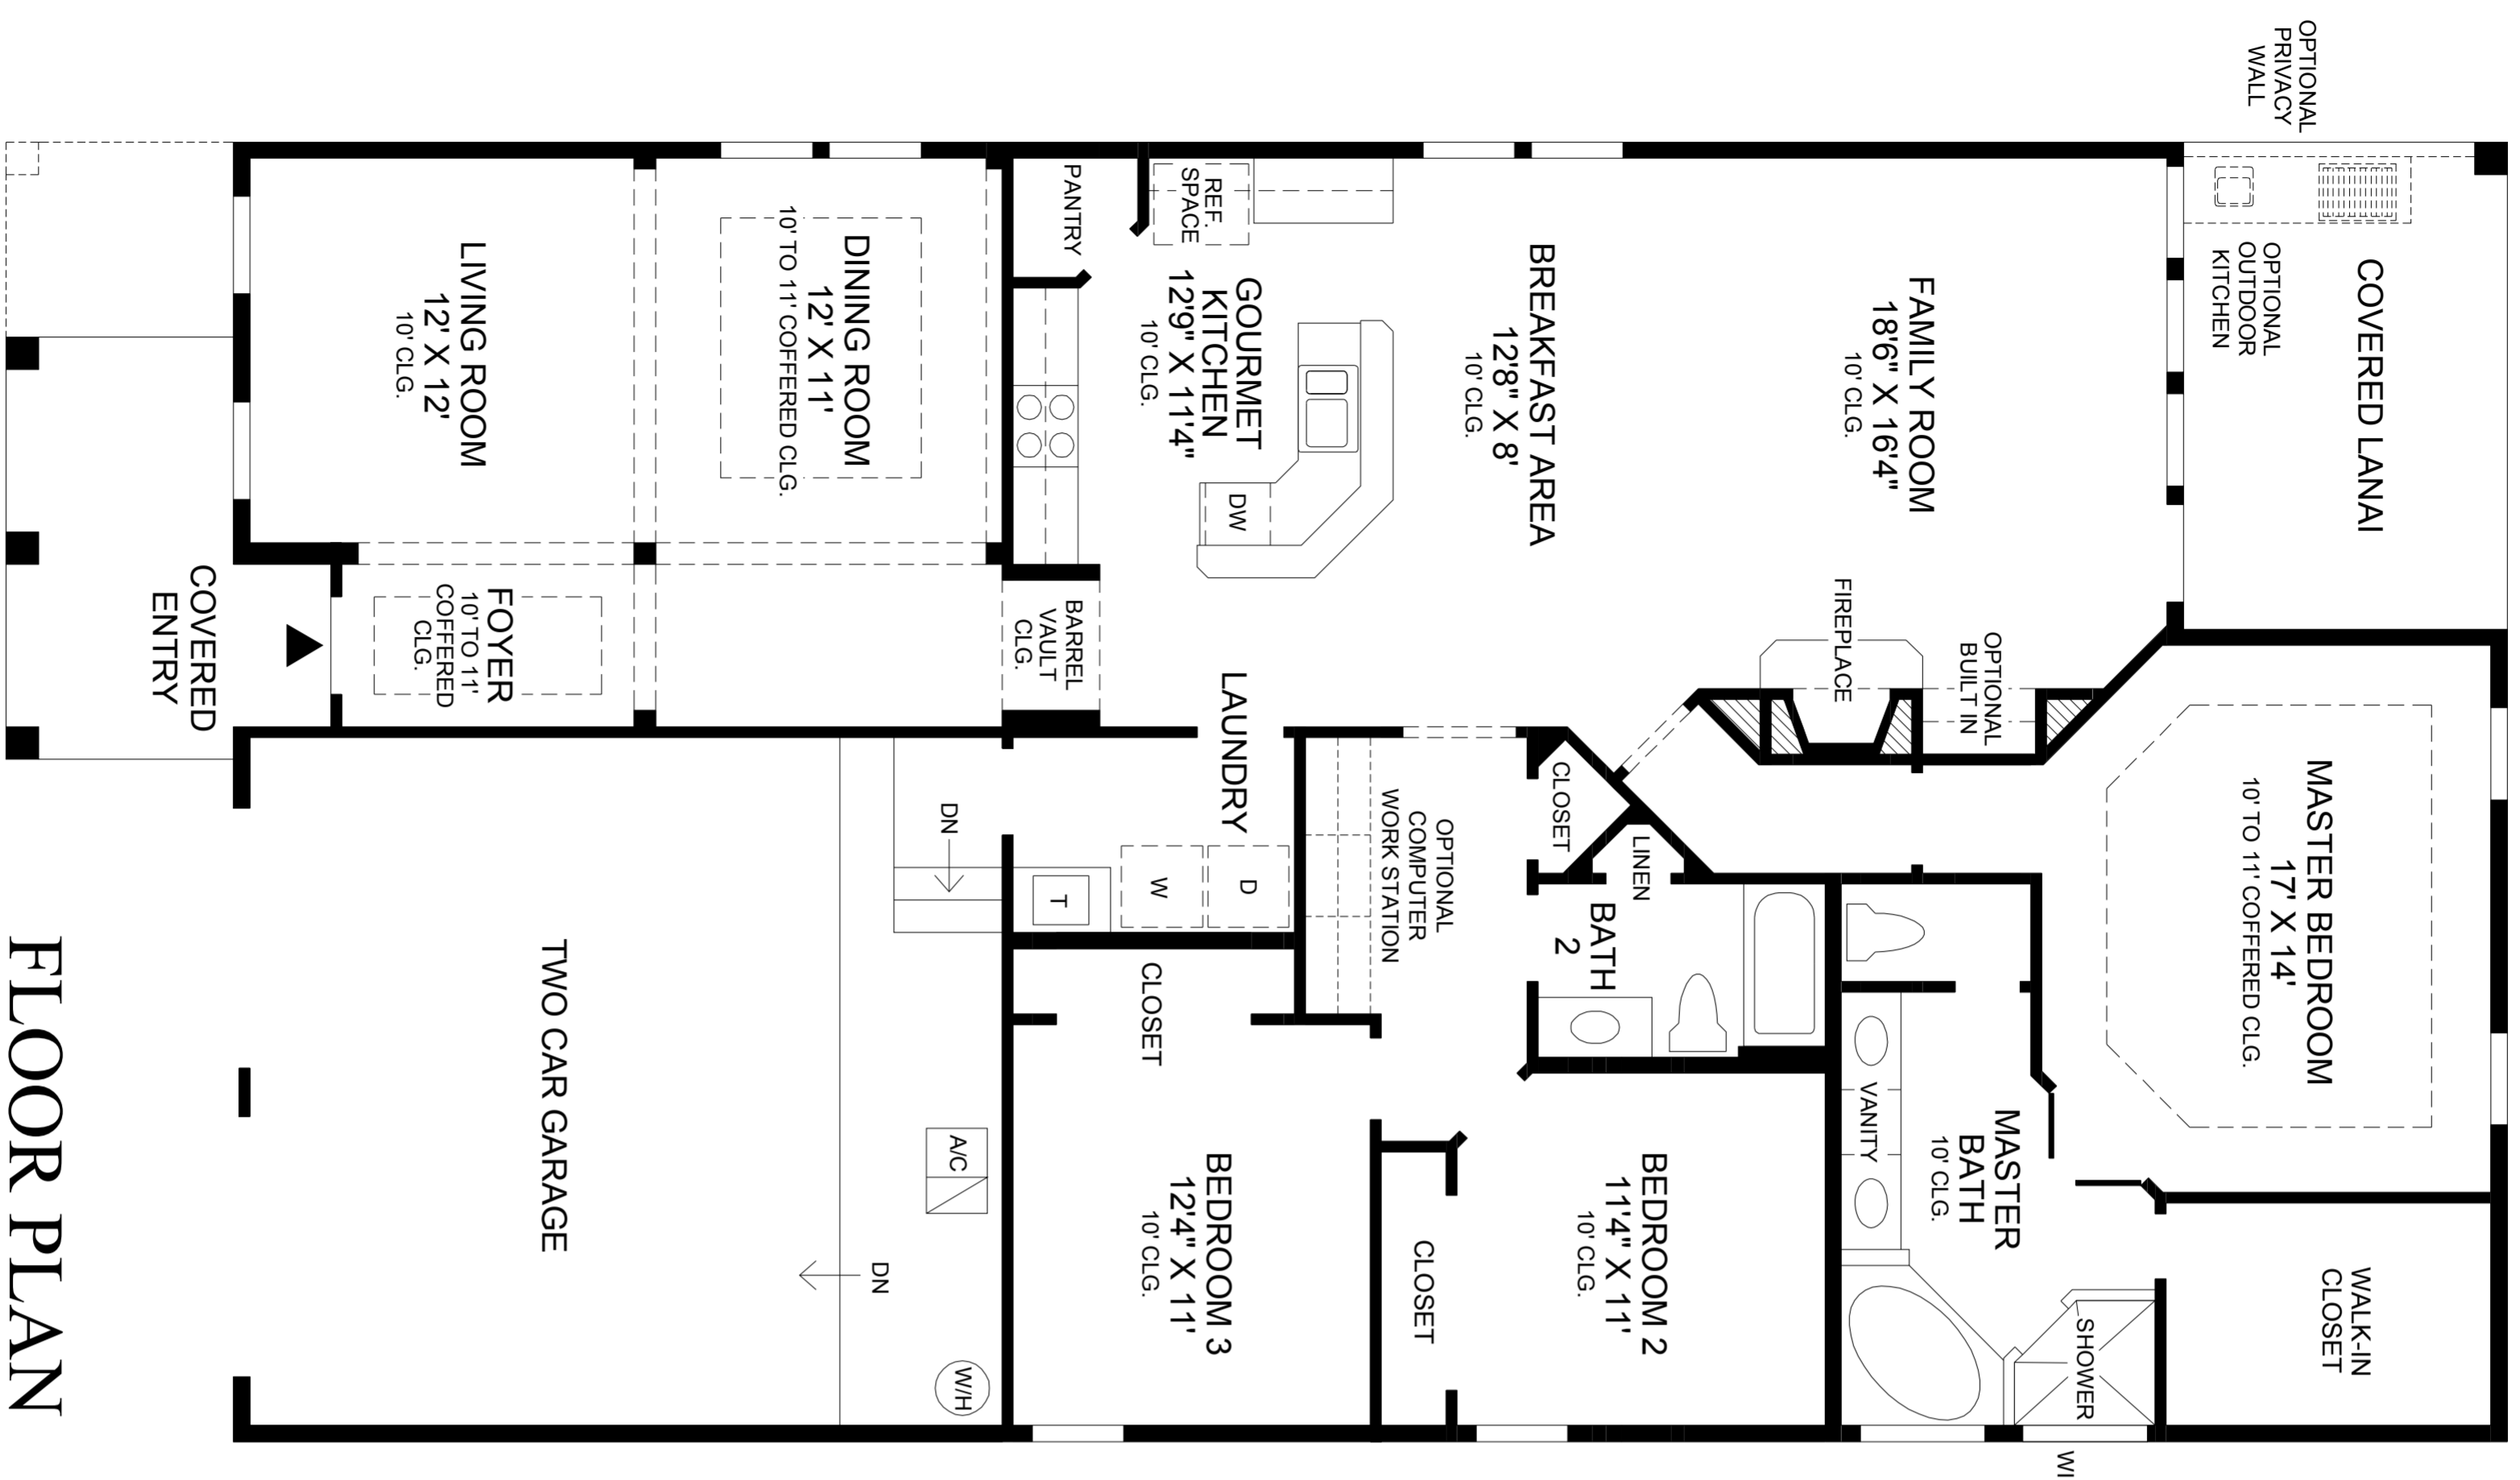 OPTIONAL
PRIVACY
WALL
COVERED LANAI
OPTIONAL
OUTDOOR
KITCHEN
MASTER BEDROOM
17' X 14'
10' TO 11' COFFERED CLG.
WALK-IN
CLOSET
WI
SHOWER
MASTER
BATH
10' CLG.
VANITY
FAMILY ROOM
18'6" X 16'4"
10' CLG.
OPTIONAL
BUILT IN
FIREPLACE
BEDROOM 2
11'4" X 11'
10' CLG.
LINEN
BATH
2
CLOSET
BREAKFAST AREA
12'8" X 8'
10' CLG.
OPTIONAL
COMPUTER
WORK STATION
CLOSET
GOURMET
KITCHEN
12'9" X 11'4"
10' CLG.
DW
REF.
SPACE
PANTRY
LAUNDRY
D
W
T
BEDROOM 3
12'4" X 11'
10' CLG.
CLOSET
BARREL
VAULT
CLG.
DINING ROOM
12' X 11'
10' TO 11' COFFERED CLG.
DN
A/C
W/H
DN
LIVING ROOM
12' X 12'
10' CLG.
FOYER
10' TO 11'
COFFERED
CLG.
TWO CAR GARAGE
COVERED
ENTRY
FLOOR PLAN